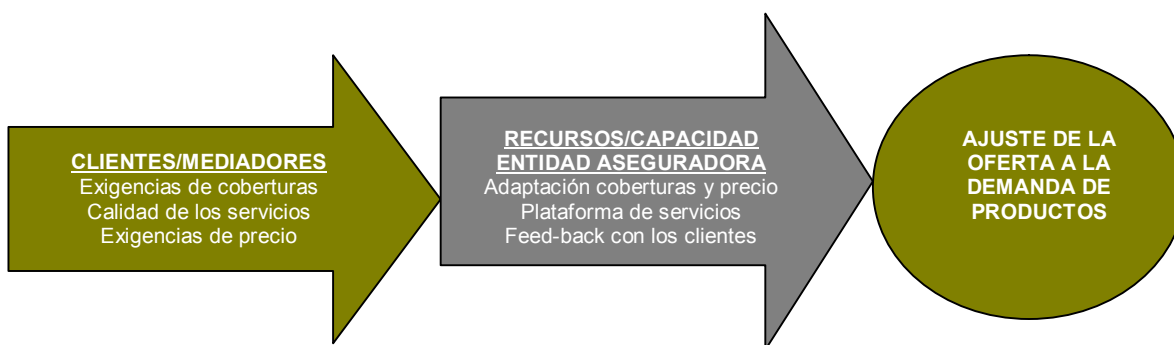 CLIENTES/MEDIADORES
Exigencias de coberturas
Calidad de los servicios
Exigencias de precio
RECURSOS/CAPACIDAD
ENTIDAD ASEGURADORA
Adaptación coberturas y precio
Plataforma de servicios
Feed-back con los clientes
AJUSTE DE LA
OFERTA A LA
DEMANDA DE
PRODUCTOS